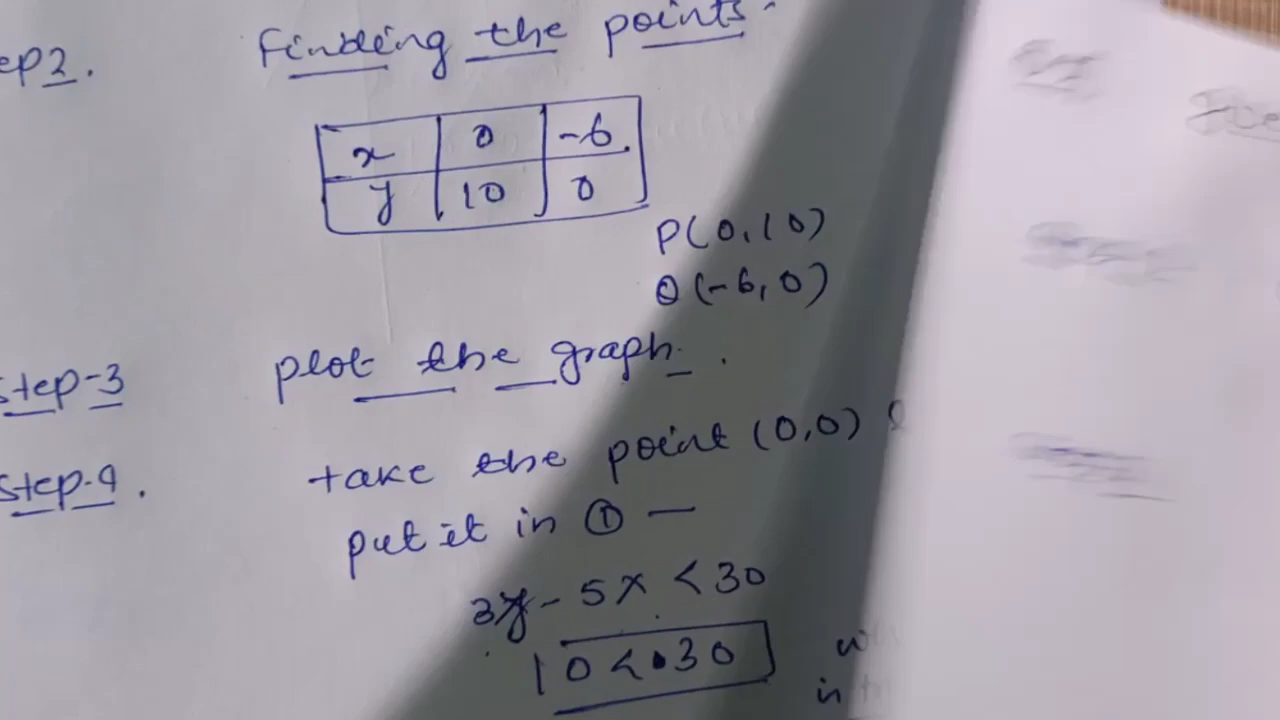 ep2. Finding the points.
x 0 -6.
y 10 0
P(0,10)
Q(-6,0)
Step-3 plot the graph.
Step-4. take the point (0,0)
put it in ① —
3y - 5x < 30
0 < 30